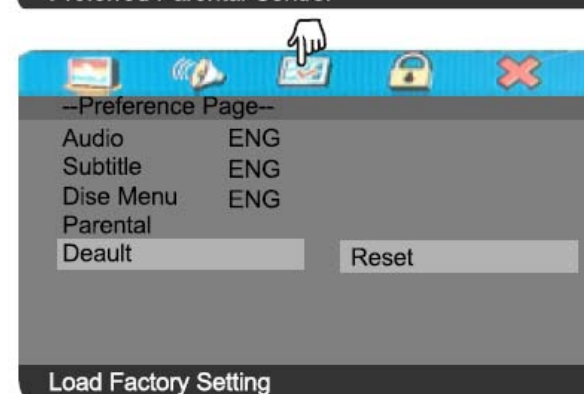 --Preference Page--
Audio ENG
Subtitle ENG
Dise Menu ENG
Parental
Deault Reset
Load Factory Setting